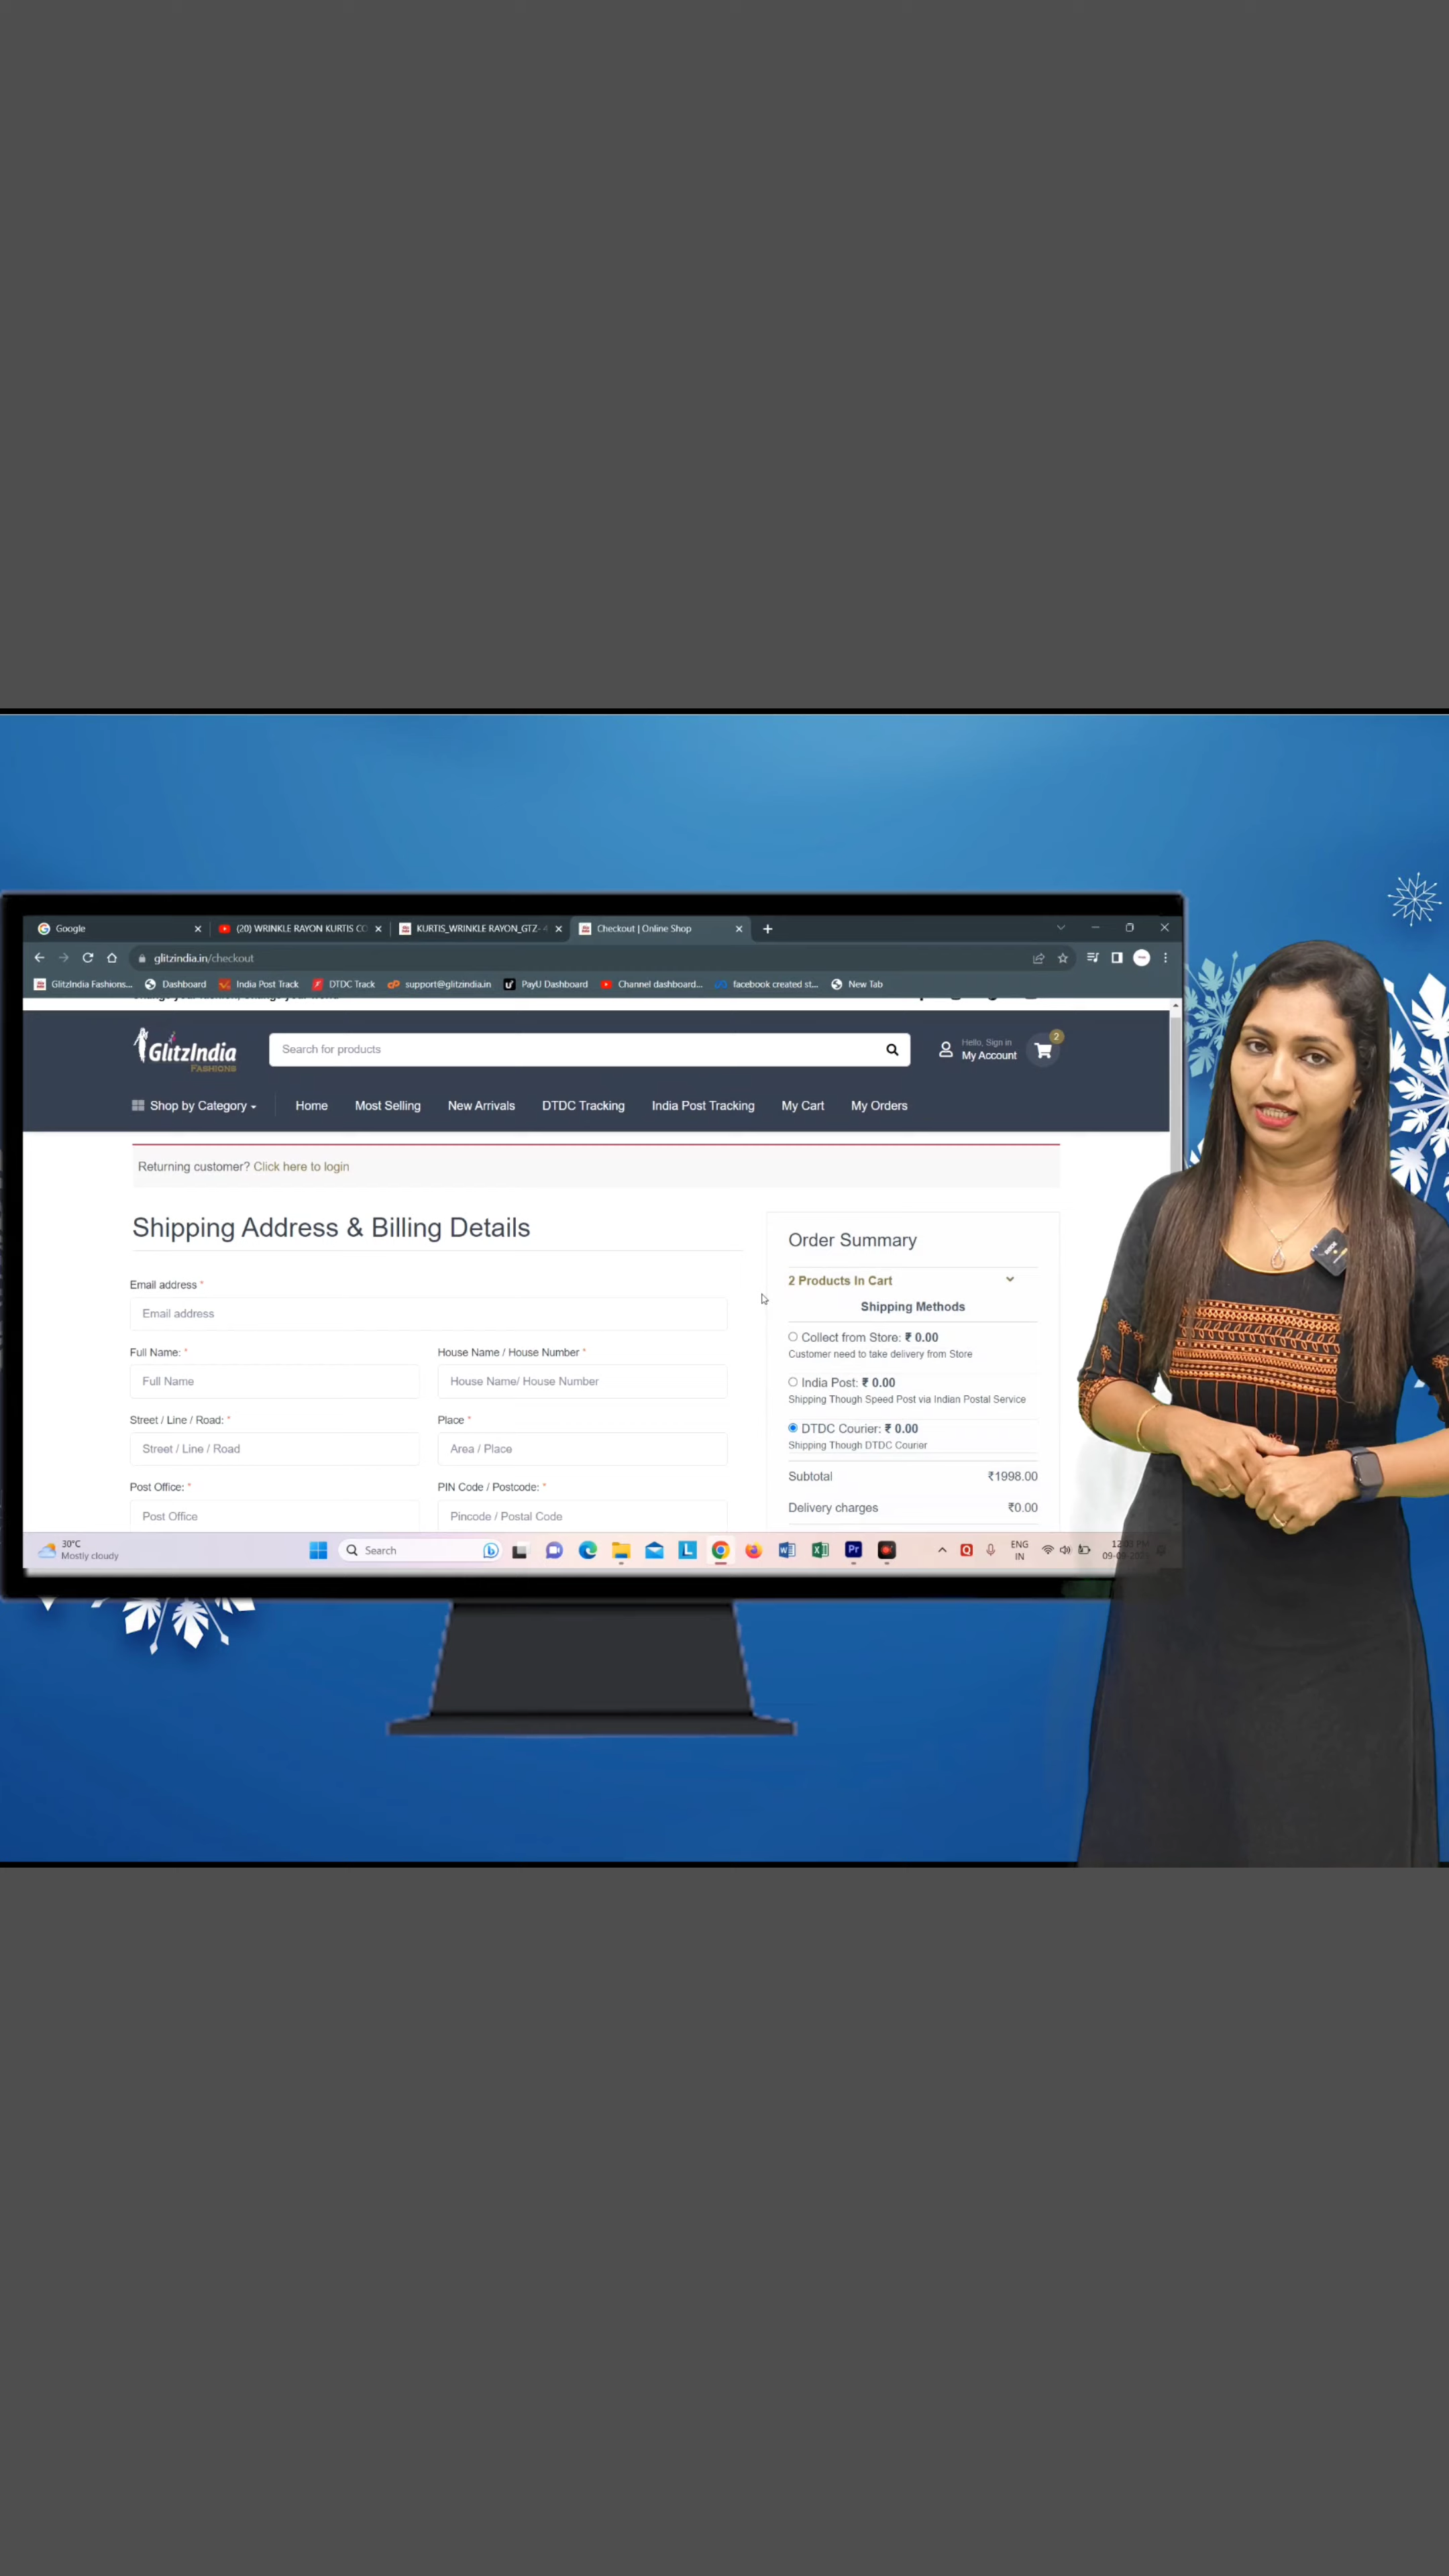 Google
(20) WRINKLE RAYON KURTIS CO
KURTIS_WRINKLE RAYON_GTZ- 4
Checkout | Online Shop
glitzindia.in/checkout
GlitzIndia Fashions...
Dashboard
India Post Track
DTDC Track
support@glitzindia.in
PayU Dashboard
Channel dashboard...
facebook created st...
New Tab
GlitzIndia
FASHIONS
Search for products
Hello, Sign in
My Account
2
Shop by Category
Home
Most Selling
New Arrivals
DTDC Tracking
India Post Tracking
My Cart
My Orders
Returning customer? Click here to login
Shipping Address & Billing Details
Email address *
Email address
Full Name: *
House Name / House Number *
Full Name
House Name/ House Number
Street / Line / Road: *
Place *
Street / Line / Road
Area / Place
Post Office: *
PIN Code / Postcode: *
Post Office
Pincode / Postal Code
Order Summary
2 Products In Cart
Shipping Methods
Collect from Store: ₹ 0.00
Customer need to take delivery from Store
India Post: ₹ 0.00
Shipping Though Speed Post via Indian Postal Service
DTDC Courier: ₹ 0.00
Shipping Though DTDC Courier
Subtotal ₹1998.00
Delivery charges ₹0.00
30°C
Mostly cloudy
Search
L
Pr
ENG
IN